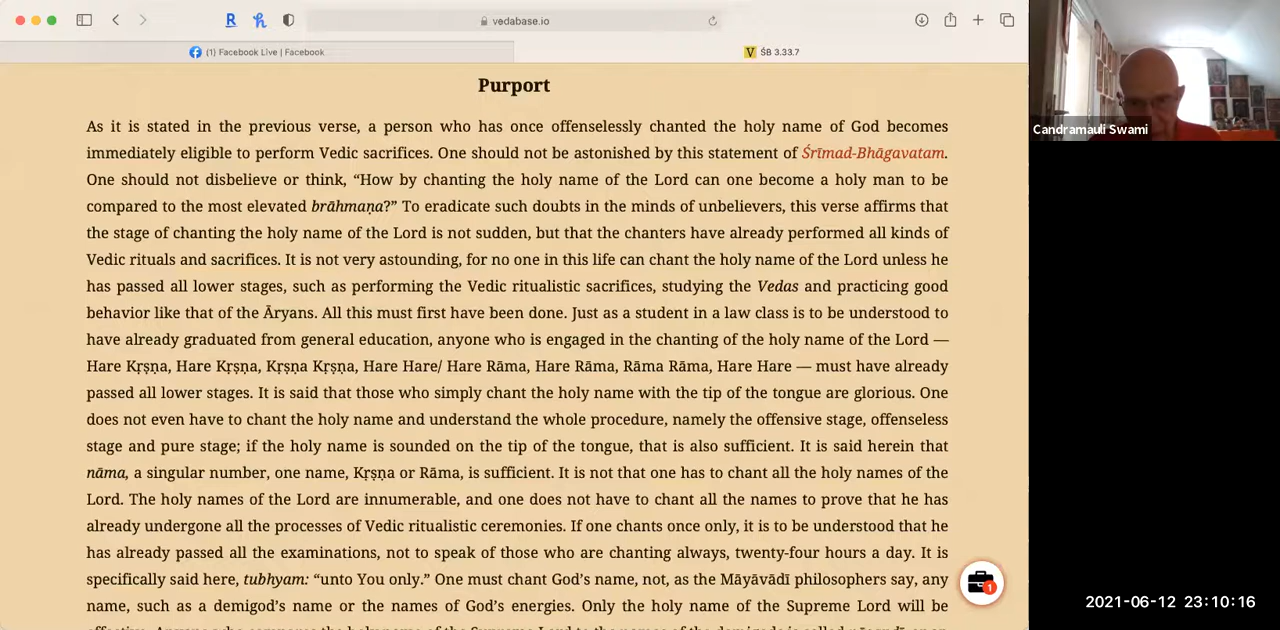 vedabase.io
(1) Facebook Live | Facebook
V ŚB 3.33.7
Purport
As it is stated in the previous verse, a person who has once offenselessly chanted the holy name of God becomes
immediately eligible to perform Vedic sacrifices. One should not be astonished by this statement of Śrīmad-Bhāgavatam.
One should not disbelieve or think, “How by chanting the holy name of the Lord can one become a holy man to be
compared to the most elevated brāhmaṇa?” To eradicate such doubts in the minds of unbelievers, this verse affirms that
the stage of chanting the holy name of the Lord is not sudden, but that the chanters have already performed all kinds of
Vedic rituals and sacrifices. It is not very astounding, for no one in this life can chant the holy name of the Lord unless he
has passed all lower stages, such as performing the Vedic ritualistic sacrifices, studying the Vedas and practicing good
behavior like that of the Āryans. All this must first have been done. Just as a student in a law class is to be understood to
have already graduated from general education, anyone who is engaged in the chanting of the holy name of the Lord —
Hare Kṛṣṇa, Hare Kṛṣṇa, Kṛṣṇa Kṛṣṇa, Hare Hare/ Hare Rāma, Hare Rāma, Rāma Rāma, Hare Hare — must have already
passed all lower stages. It is said that those who simply chant the holy name with the tip of the tongue are glorious. One
does not even have to chant the holy name and understand the whole procedure, namely the offensive stage, offenseless
stage and pure stage; if the holy name is sounded on the tip of the tongue, that is also sufficient. It is said herein that
nāma, a singular number, one name, Kṛṣṇa or Rāma, is sufficient. It is not that one has to chant all the holy names of the
Lord. The holy names of the Lord are innumerable, and one does not have to chant all the names to prove that he has
already undergone all the processes of Vedic ritualistic ceremonies. If one chants once only, it is to be understood that he
has already passed all the examinations, not to speak of those who are chanting always, twenty-four hours a day. It is
specifically said here, tubhyam: “unto You only.” One must chant God’s name, not, as the Māyāvādī philosophers say, any
name, such as a demigod’s name or the names of God’s energies. Only the holy name of the Supreme Lord will be
Candramauli Swami
1
2021-06-12 23:10:16